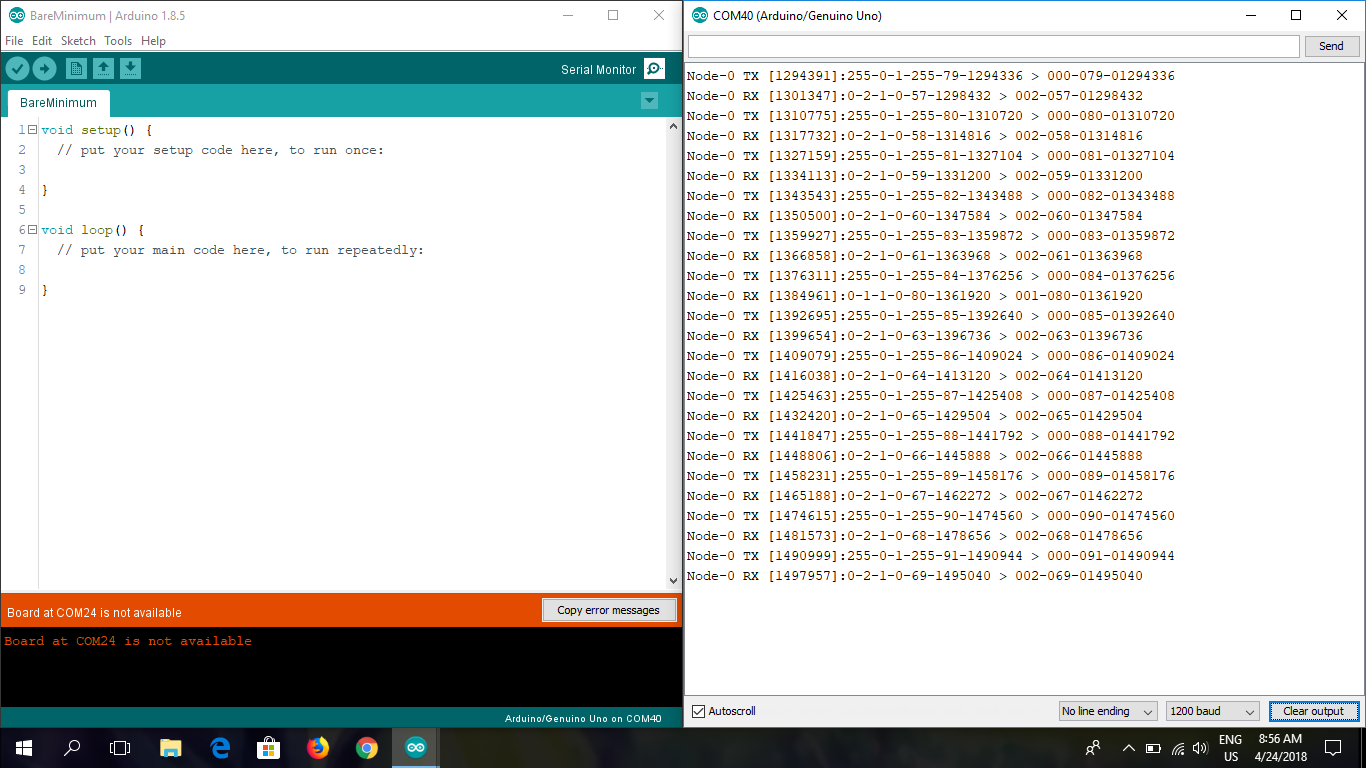 BareMinimum | Arduino 1.8.5
File Edit Sketch Tools Help
Serial Monitor
BareMinimum
1 void setup() {
2 // put your setup code here, to run once:
3
4 }
5
6 void loop() {
7 // put your main code here, to run repeatedly:
8
9 }
Board at COM24 is not available
Copy error messages
Board at COM24 is not available
Arduino/Genuino Uno on COM40
COM40 (Arduino/Genuino Uno)
Send
Node-0 TX [1294391]:255-0-1-255-79-1294336 > 000-079-01294336
Node-0 RX [1301347]:0-2-1-0-57-1298432 > 002-057-01298432
Node-0 TX [1310775]:255-0-1-255-80-1310720 > 000-080-01310720
Node-0 RX [1317732]:0-2-1-0-58-1314816 > 002-058-01314816
Node-0 TX [1327159]:255-0-1-255-81-1327104 > 000-081-01327104
Node-0 RX [1334113]:0-2-1-0-59-1331200 > 002-059-01331200
Node-0 TX [1343543]:255-0-1-255-82-1343488 > 000-082-01343488
Node-0 RX [1350500]:0-2-1-0-60-1347584 > 002-060-01347584
Node-0 TX [1359927]:255-0-1-255-83-1359872 > 000-083-01359872
Node-0 RX [1366858]:0-2-1-0-61-1363968 > 002-061-01363968
Node-0 TX [1376311]:255-0-1-255-84-1376256 > 000-084-01376256
Node-0 RX [1384961]:0-1-1-0-80-1361920 > 001-080-01361920
Node-0 TX [1392695]:255-0-1-255-85-1392640 > 000-085-01392640
Node-0 RX [1399654]:0-2-1-0-63-1396736 > 002-063-01396736
Node-0 TX [1409079]:255-0-1-255-86-1409024 > 000-086-01409024
Node-0 RX [1416038]:0-2-1-0-64-1413120 > 002-064-01413120
Node-0 TX [1425463]:255-0-1-255-87-1425408 > 000-087-01425408
Node-0 RX [1432420]:0-2-1-0-65-1429504 > 002-065-01429504
Node-0 TX [1441847]:255-0-1-255-88-1441792 > 000-088-01441792
Node-0 RX [1448806]:0-2-1-0-66-1445888 > 002-066-01445888
Node-0 TX [1458231]:255-0-1-255-89-1458176 > 000-089-01458176
Node-0 RX [1465188]:0-2-1-0-67-1462272 > 002-067-01462272
Node-0 TX [1474615]:255-0-1-255-90-1474560 > 000-090-01474560
Node-0 RX [1481573]:0-2-1-0-68-1478656 > 002-068-01478656
Node-0 TX [1490999]:255-0-1-255-91-1490944 > 000-091-01490944
Node-0 RX [1497957]:0-2-1-0-69-1495040 > 002-069-01495040
Autoscroll
No line ending
1200 baud
Clear output
ENG
US
8:56 AM
4/24/2018